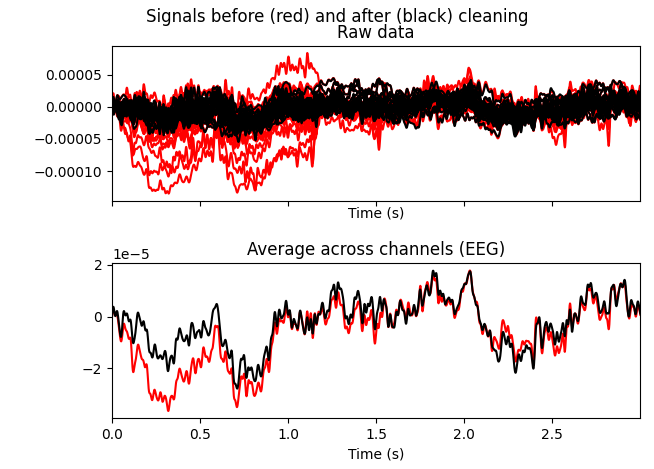 Signals before (red) and after (black) cleaning
Raw data
0.00005
0.00000
−0.00005
−0.00010
Time (s)
Average across channels (EEG)
1e−5
2
0
−2
0.0 0.5 1.0 1.5 2.0 2.5
Time (s)